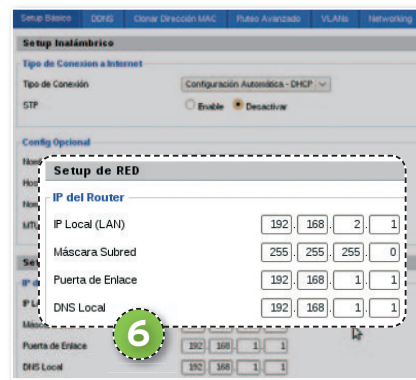 Setup Básico DDNS Clonar Dirección MAC Ruteo Avanzado VLANs Networking
Setup Inalámbrico
Tipo de Conexion a Internet
Tipo de Conexión Configuración Automática - DHCP
STP Enable Desactivar
Config Opcional
Setup de RED
IP del Router
IP Local (LAN) 192.168.2.1
Máscara Subred 255.255.255.0
Puerta de Enlace 192.168.1.1
DNS Local 192.168.1.1
6
Puerta de Enlace 192.168.1.1
DNS Local 192.168.1.1